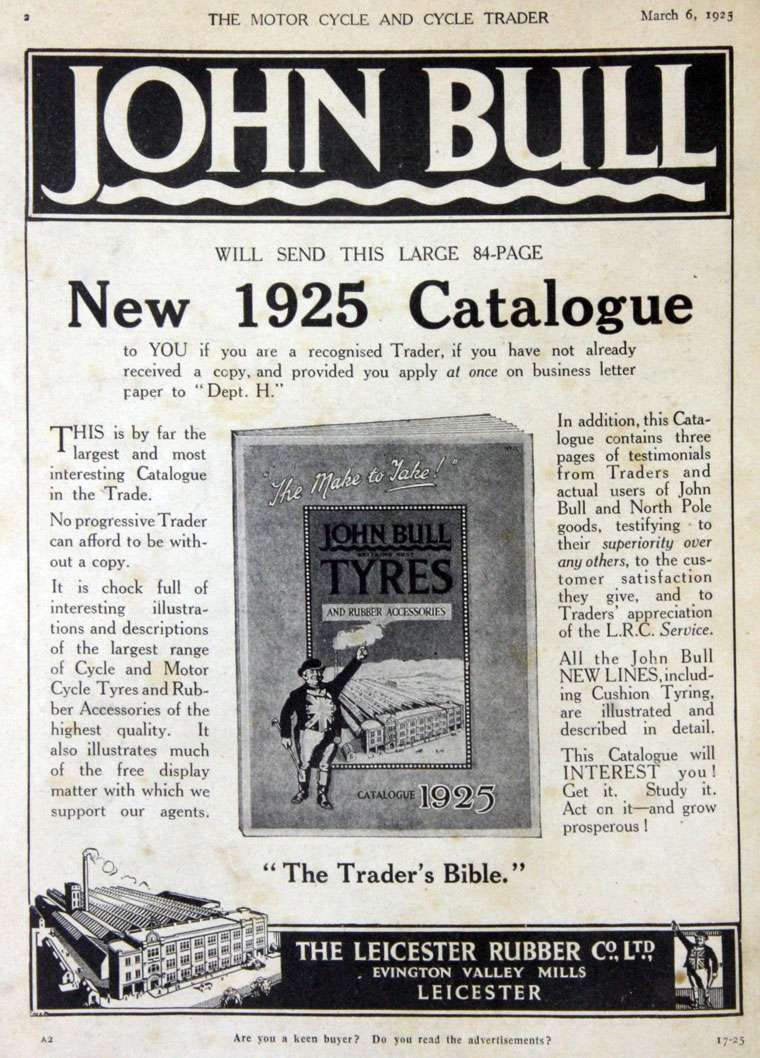 2
THE MOTOR CYCLE AND CYCLE TRADER
March 6, 1925
JOHN BULL
WILL SEND THIS LARGE 84-PAGE
New 1925 Catalogue
to YOU if you are a recognised Trader, if you have not already
received a copy, and provided you apply at once on business letter
paper to “Dept. H.”
THIS is by far the
largest and most
interesting Catalogue
in the Trade.
No progressive Trader
can afford to be with-
out a copy.
It is chock full of
interesting illustra-
tions and descriptions
of the largest range
of Cycle and Motor
Cycle Tyres and Rub-
ber Accessories of the
highest quality. It
also illustrates much
of the free display
matter with which we
support our agents.
“The Make to Take!”
JOHN BULL
TYRES
AND RUBBER ACCESSORIES
CATALOGUE 1925
In addition, this Cata-
logue contains three
pages of testimonials
from Traders and
actual users of John
Bull and North Pole
goods, testifying to
their superiority over
any others, to the cus-
tomer satisfaction
they give, and to
Traders’ appreciation
of the L.R.C. Service.
All the John Bull
NEW LINES, includ-
ing Cushion Tyring,
are illustrated and
described in detail.
This Catalogue will
INTEREST you!
Get it. Study it.
Act on it—and grow
prosperous!
“The Trader’s Bible.”
THE LEICESTER RUBBER CO., LTD.,
EVINGTON VALLEY MILLS
LEICESTER
A2
Are you a keen buyer? Do you read the advertisements?
17-25